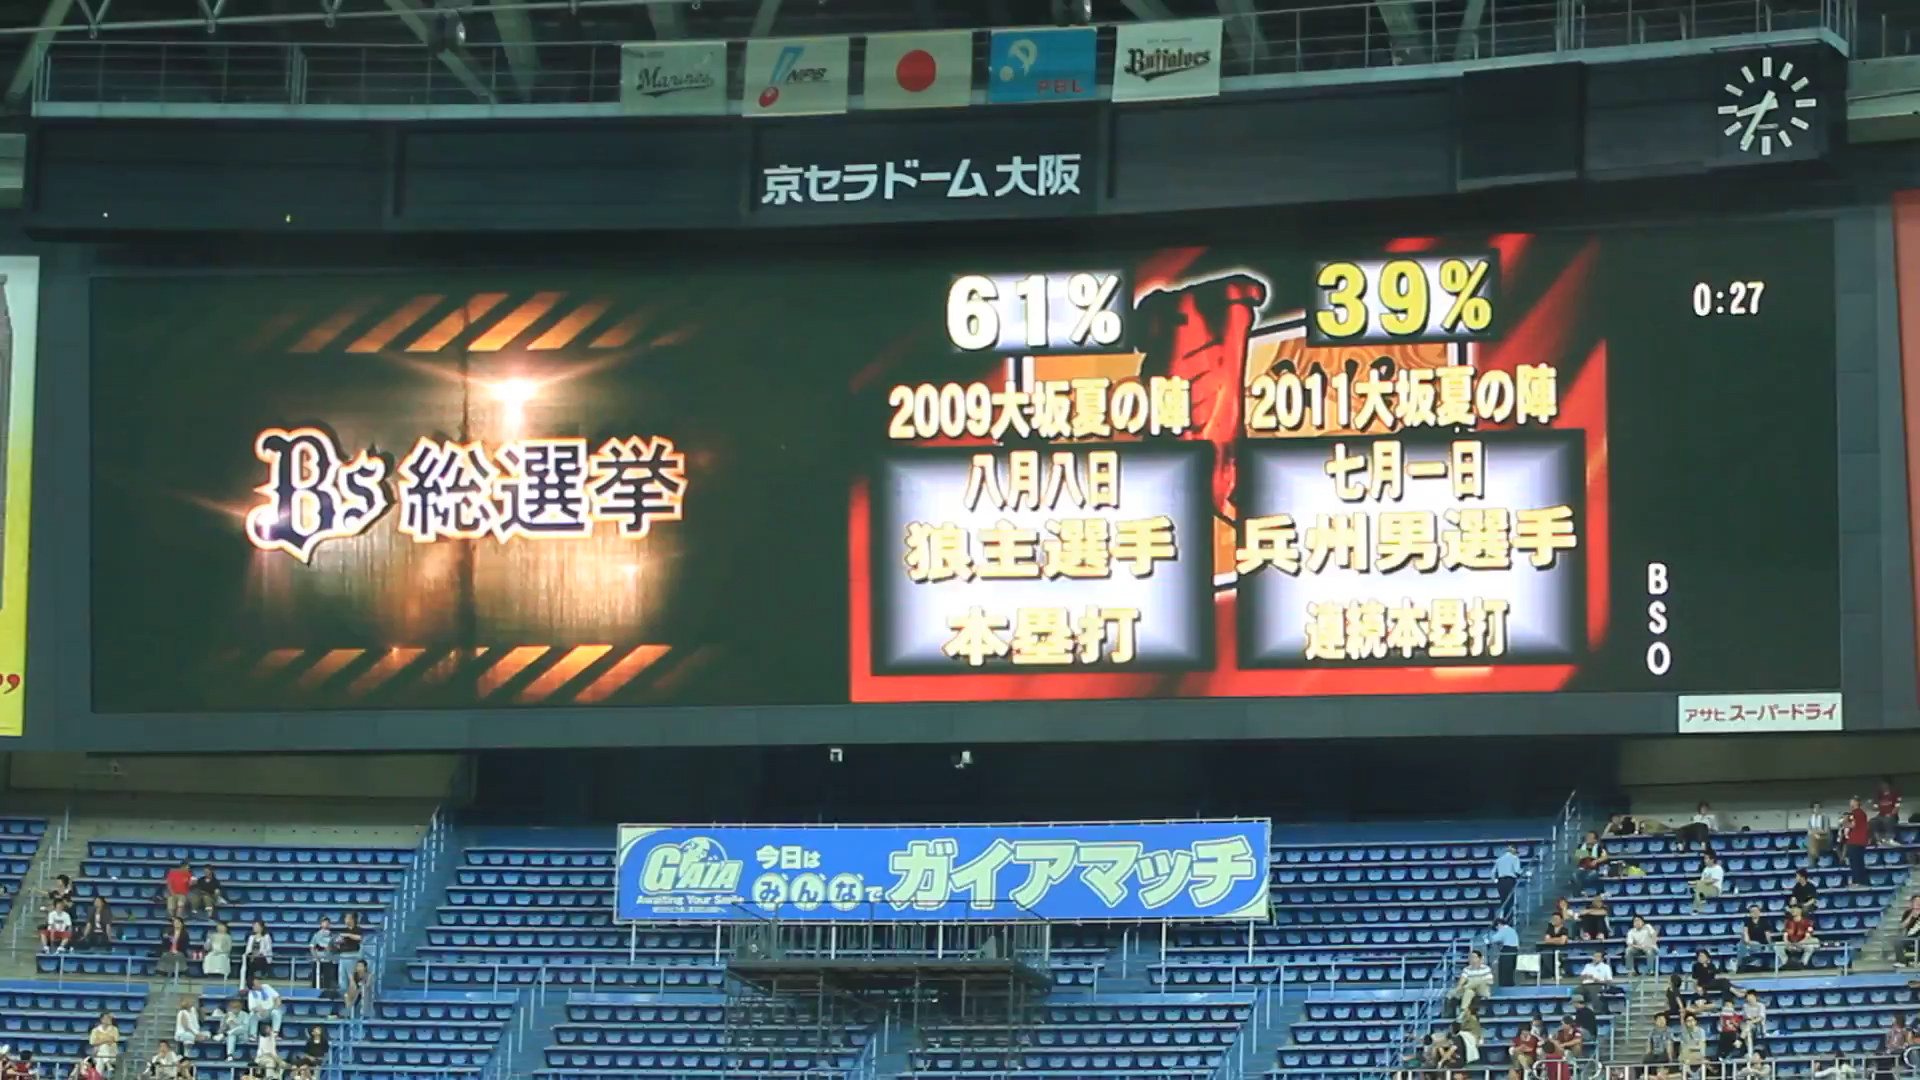 Marines
NPB
PBL
Buffaloes
京セラドーム大阪
61%
39%
0:27
2009大坂夏の陣
2011大坂夏の陣
Bs総選挙
八月八日
狼主選手
本塁打
七月一日
兵州男選手
連続本塁打
B
S
O
アサヒスーパードライ
GAIA
Awaiting Your Smile
今日は
みんなで
ガイアマッチ